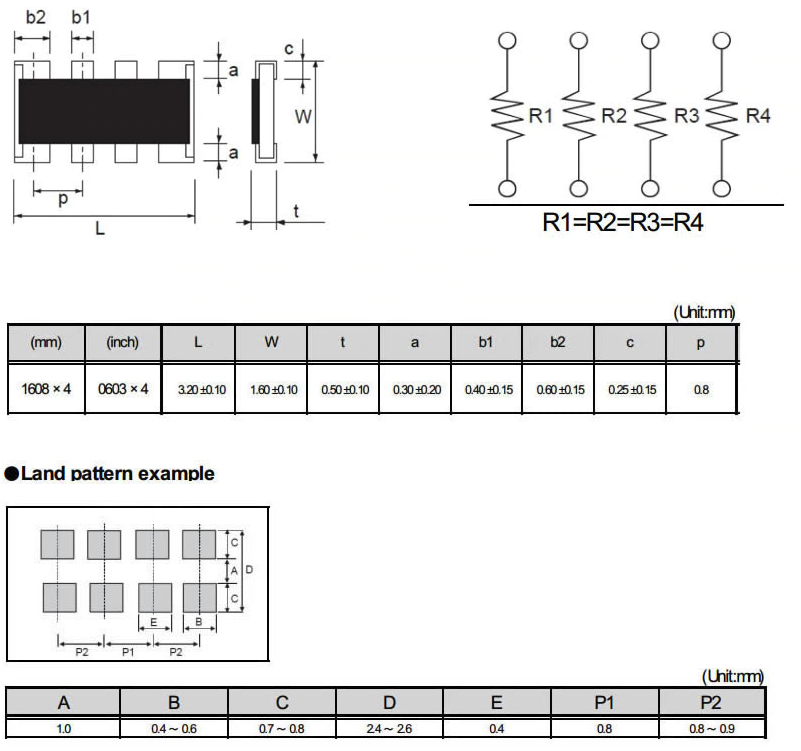 b2 b1
a
c
W
a
p
L
t
R1 R2 R3 R4
R1=R2=R3=R4
(Unit:mm)
(mm) (inch) L W t a b1 b2 c p
1608 × 4 0603 × 4 3.20 ±0.10 1.60 ±0.10 0.50 ±0.10 0.30 ±0.20 0.40 ±0.15 0.60 ±0.15 0.25 ±0.15 0.8
●Land pattern example
C
A D
C
E B
P2 P1 P2
(Unit:mm)
A B C D E P1 P2
1.0 0.4 ~ 0.6 0.7 ~ 0.8 2.4 ~ 2.6 0.4 0.8 0.8 ~ 0.9